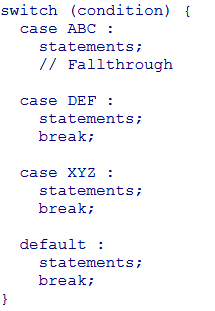 switch (condition) {
  case ABC :
    statements;
    // Fallthrough

  case DEF :
    statements;
    break;

  case XYZ :
    statements;
    break;

  default :
    statements;
    break;
}